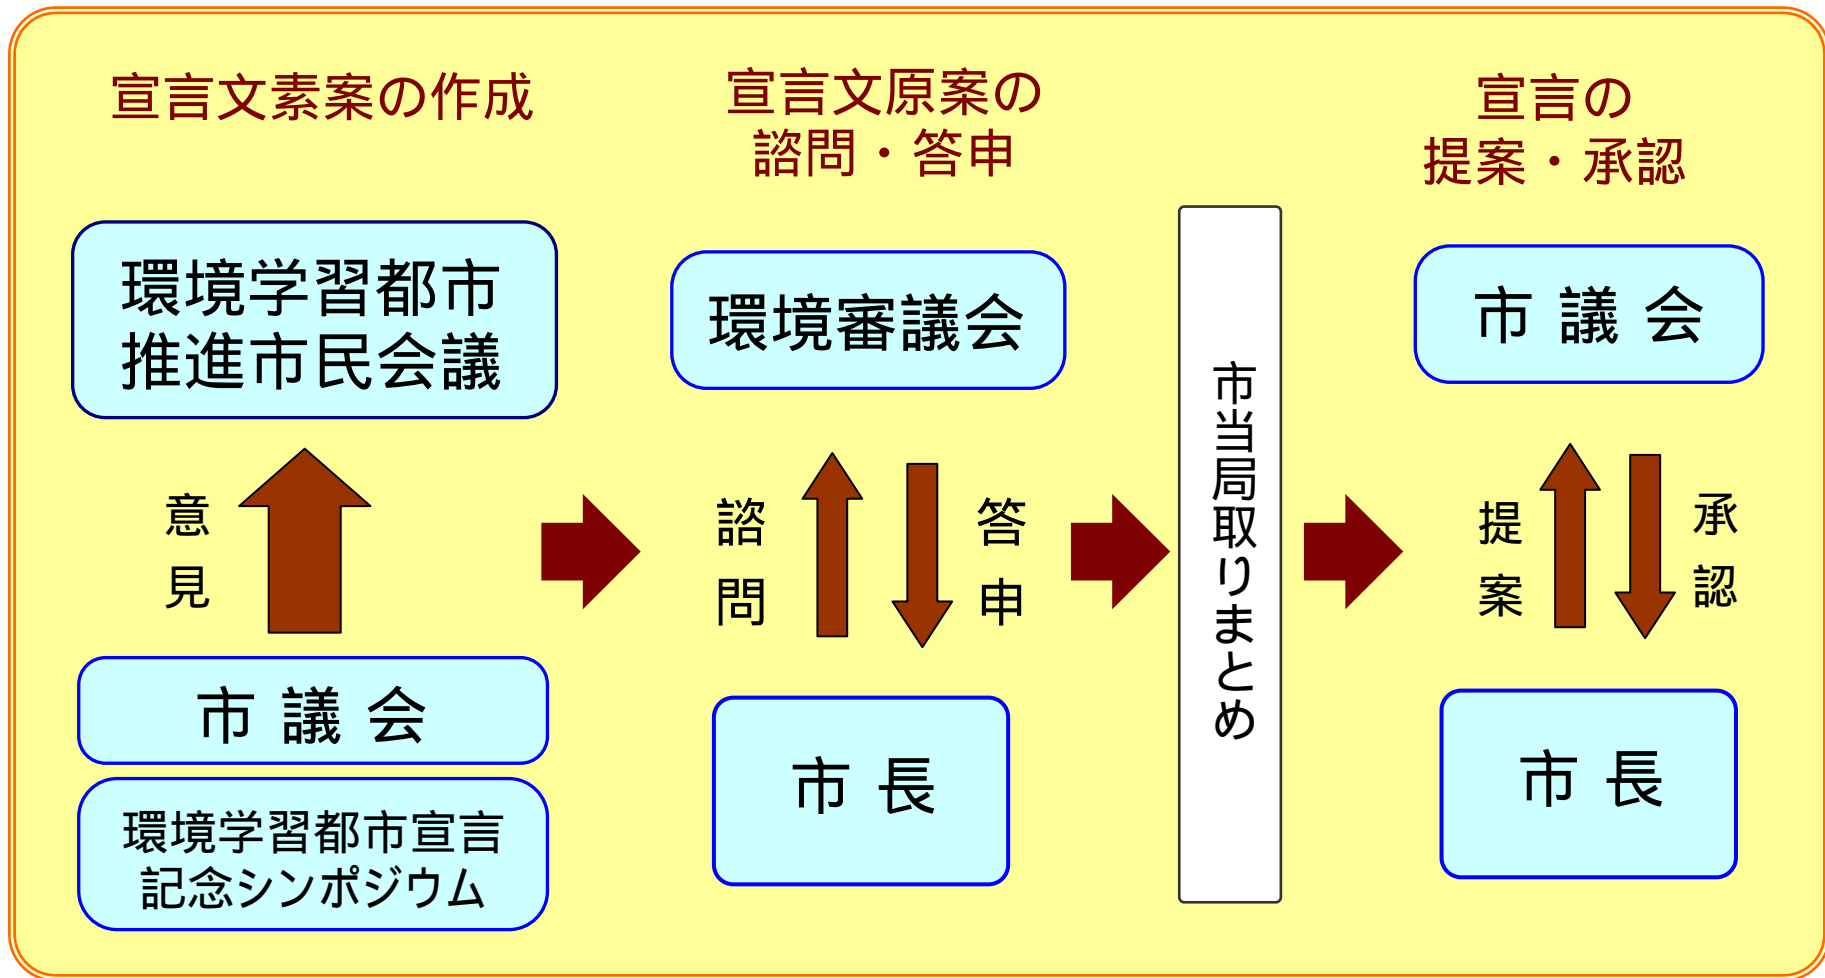 宣言文素案の作成
環境学習都市
推進市民会議
意
見
市 議 会
環境学習都市宣言
記念シンポジウム
宣言文原案の
諮問・答申
環境審議会
諮
問
答
申
市 長
市当局取りまとめ
宣言の
提案・承認
市 議 会
提
案
承
認
市 長